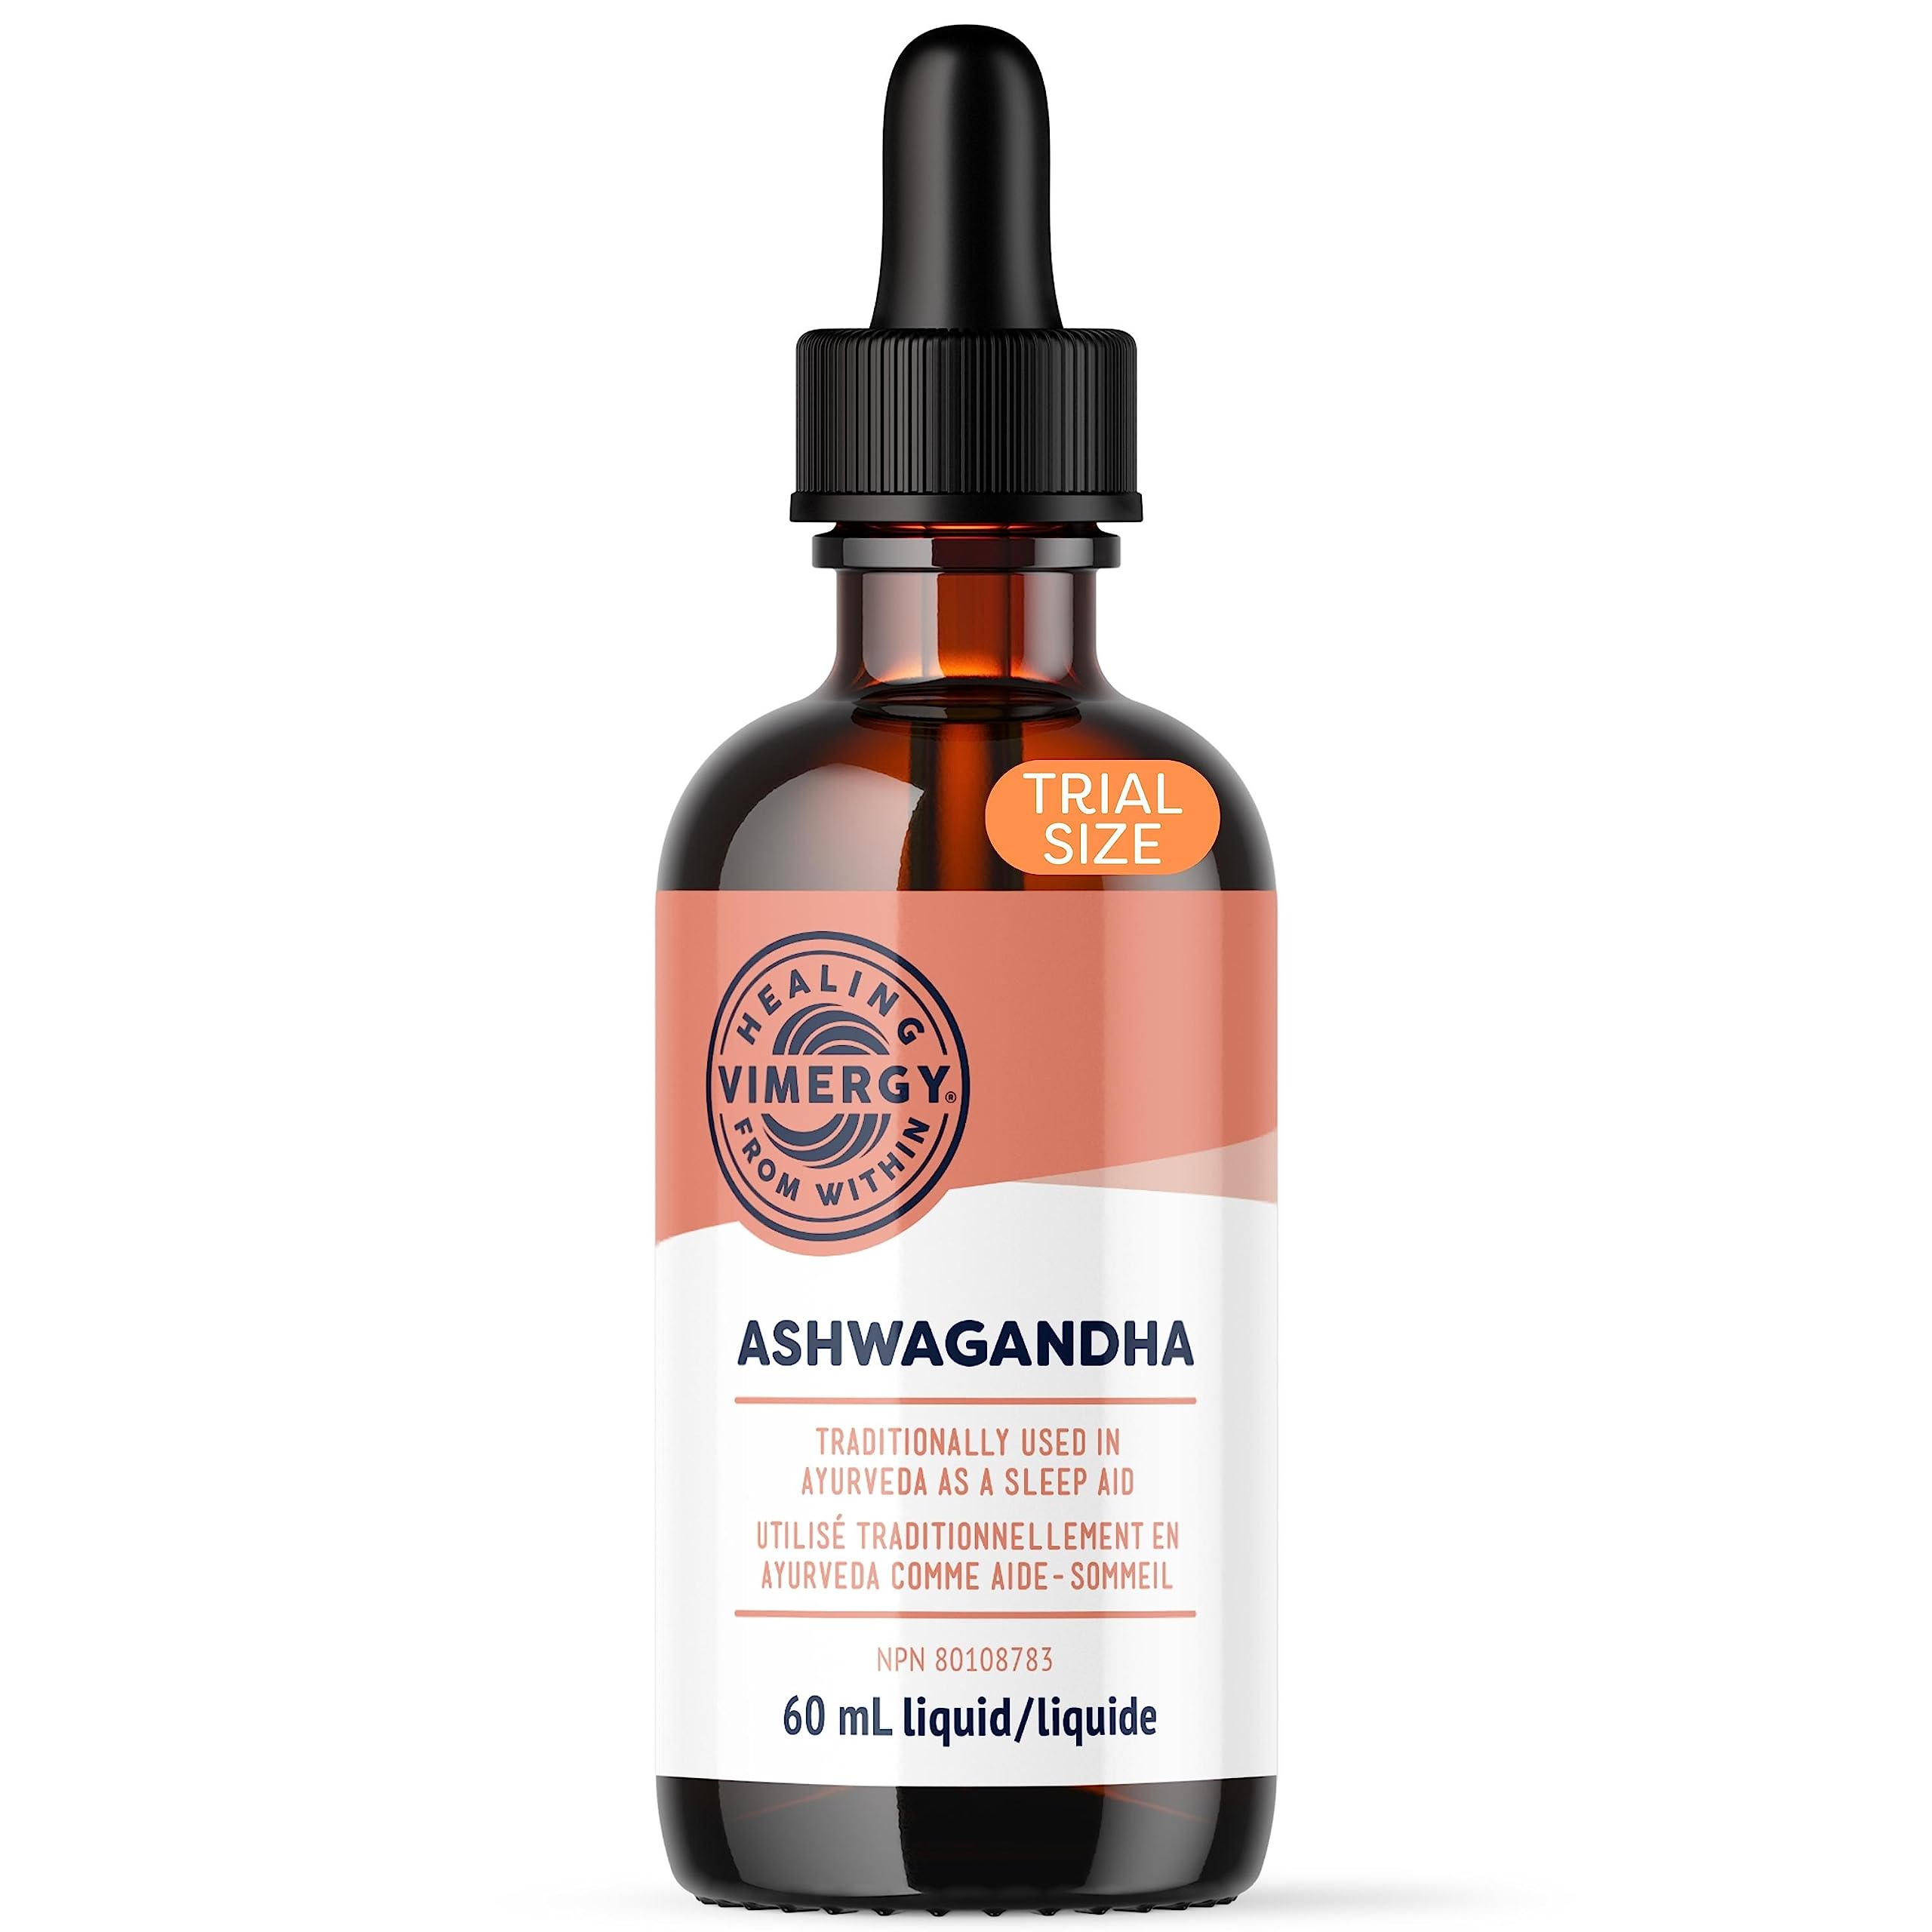 TRIAL
SIZE
HEALING
VIMERGY®
FROM WITHIN
ASHWAGANDHA
TRADITIONALLY USED IN
AYURVEDA AS A SLEEP AID
UTILISÉ TRADITIONNELLEMENT EN
AYURVEDA COMME AIDE-SOMMEIL
NPN 80108783
60 mL liquid/liquide